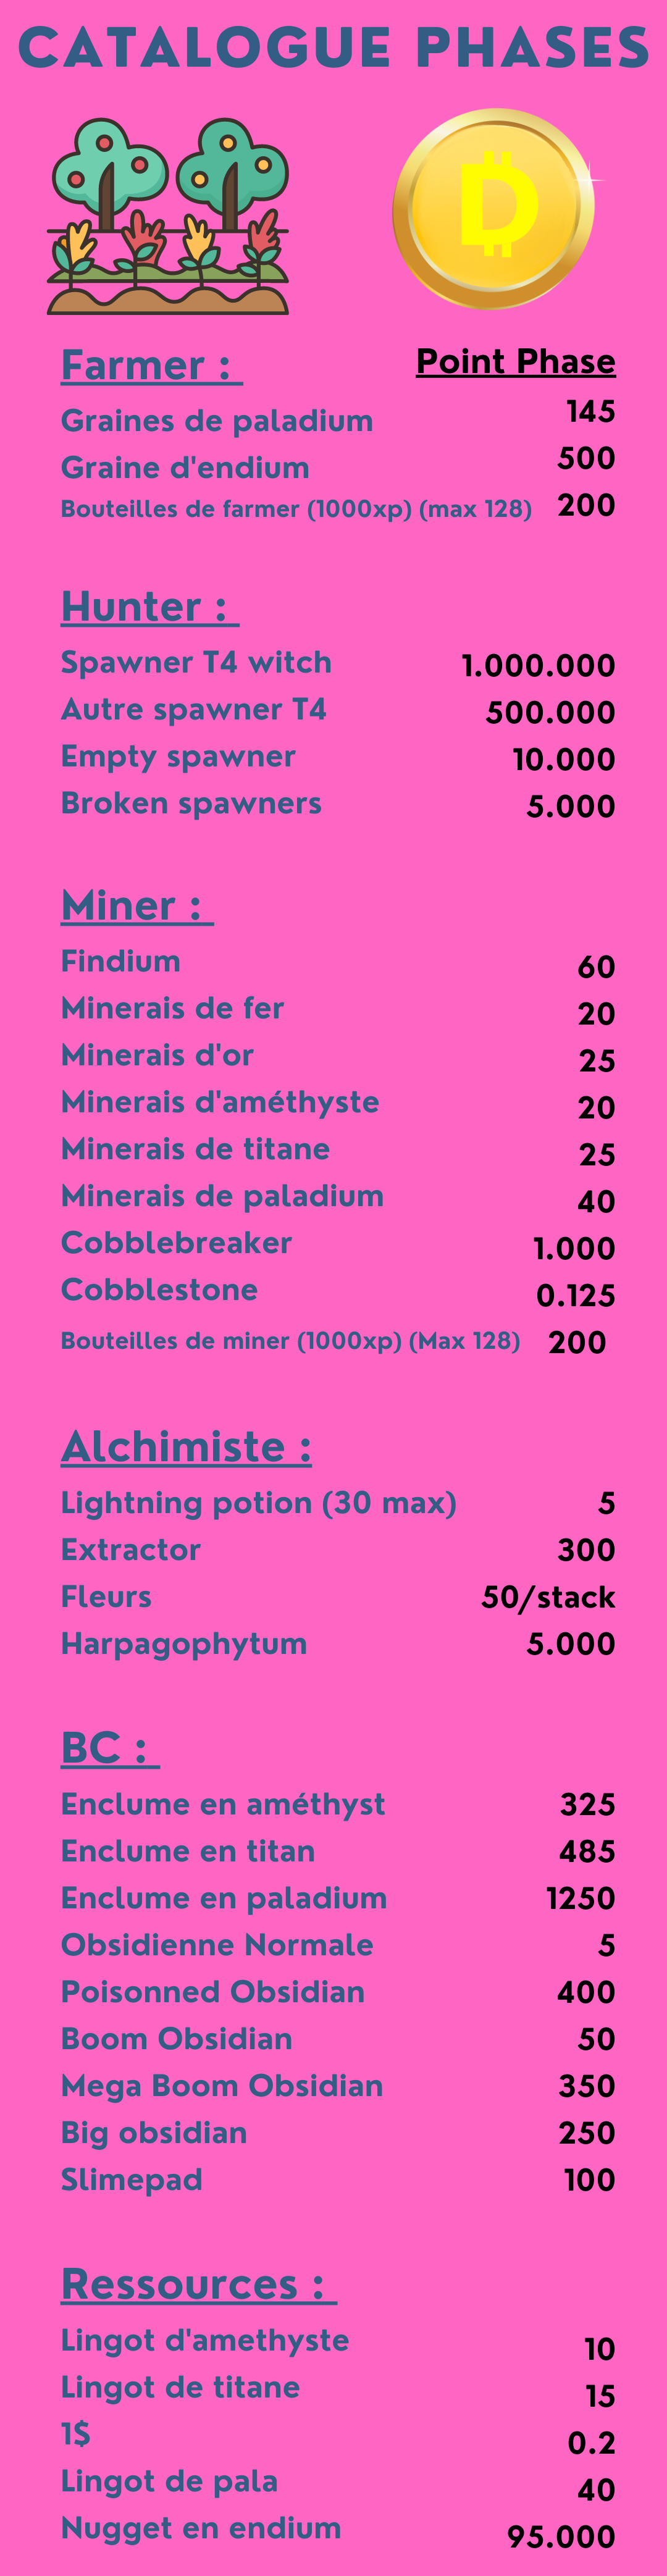 CATALOGUE PHASES
D
Farmer : Point Phase
Graines de paladium 145
Graine d'endium 500
Bouteilles de farmer (1000xp) (max 128) 200
Hunter :
Spawner T4 witch 1.000.000
Autre spawner T4 500.000
Empty spawner 10.000
Broken spawners 5.000
Miner :
Findium 60
Minerais de fer 20
Minerais d'or 25
Minerais d'améthyste 20
Minerais de titane 25
Minerais de paladium 40
Cobblebreaker 1.000
Cobblestone 0.125
Bouteilles de miner (1000xp) (Max 128) 200
Alchimiste :
Lightning potion (30 max) 5
Extractor 300
Fleurs 50/stack
Harpagophytum 5.000
BC :
Enclume en améthyst 325
Enclume en titan 485
Enclume en paladium 1250
Obsidienne Normale 5
Poisonned Obsidian 400
Boom Obsidian 50
Mega Boom Obsidian 350
Big obsidian 250
Slimepad 100
Ressources :
Lingot d'amethyste 10
Lingot de titane 15
1$ 0.2
Lingot de pala 40
Nugget en endium 95.000